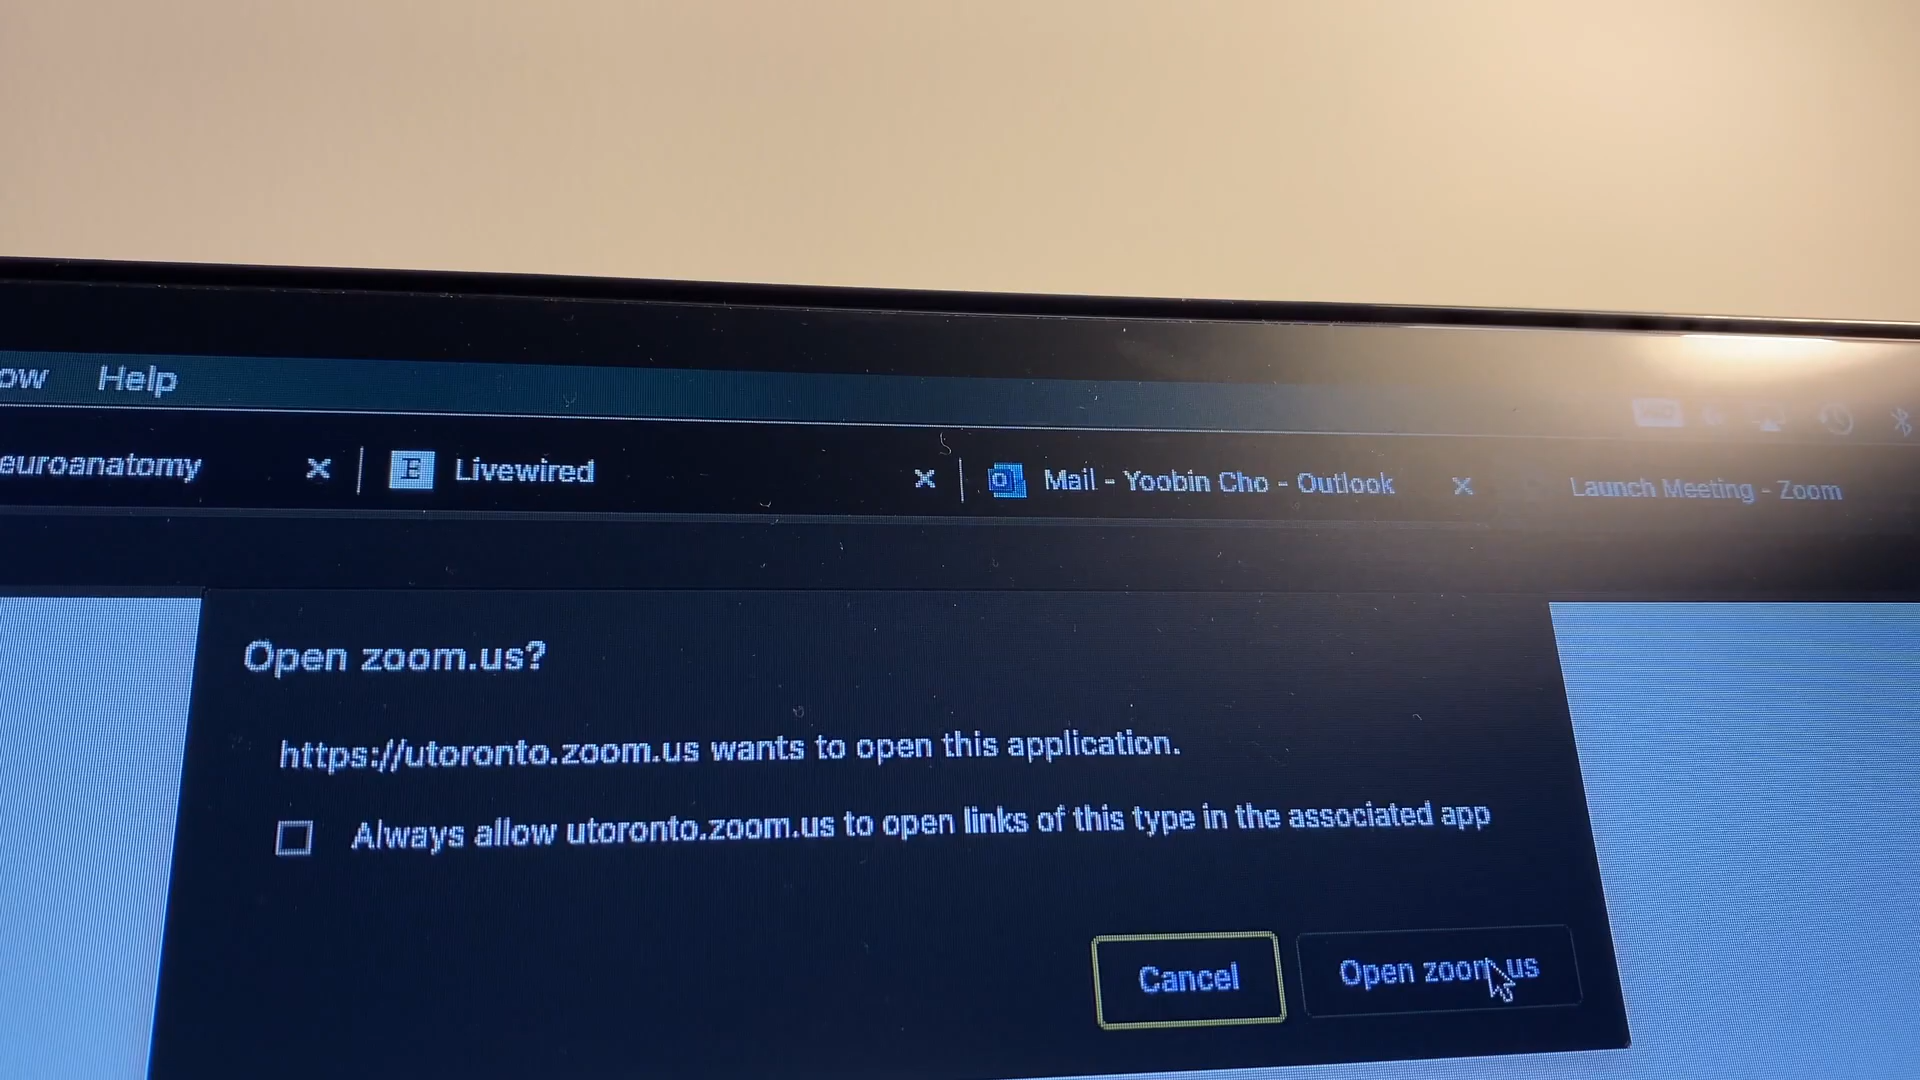 ow Help
euroanatomy
Livewired
Mail - Yoobin Cho - Outlook
Launch Meeting - Zoom
Open zoom.us?
https://utoronto.zoom.us wants to open this application.
Always allow utoronto.zoom.us to open links of this type in the associated app
Cancel
Open zoom.us